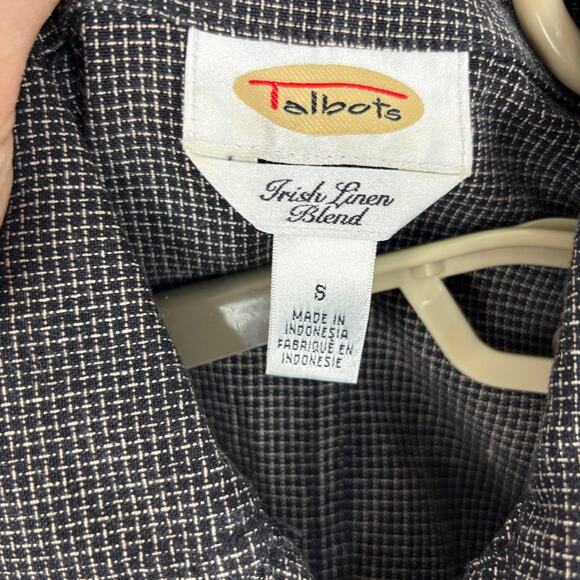 Talbots
Irish Linen
Blend
S
MADE IN
INDONESIA
FABRIQUÉ EN
INDONESIE